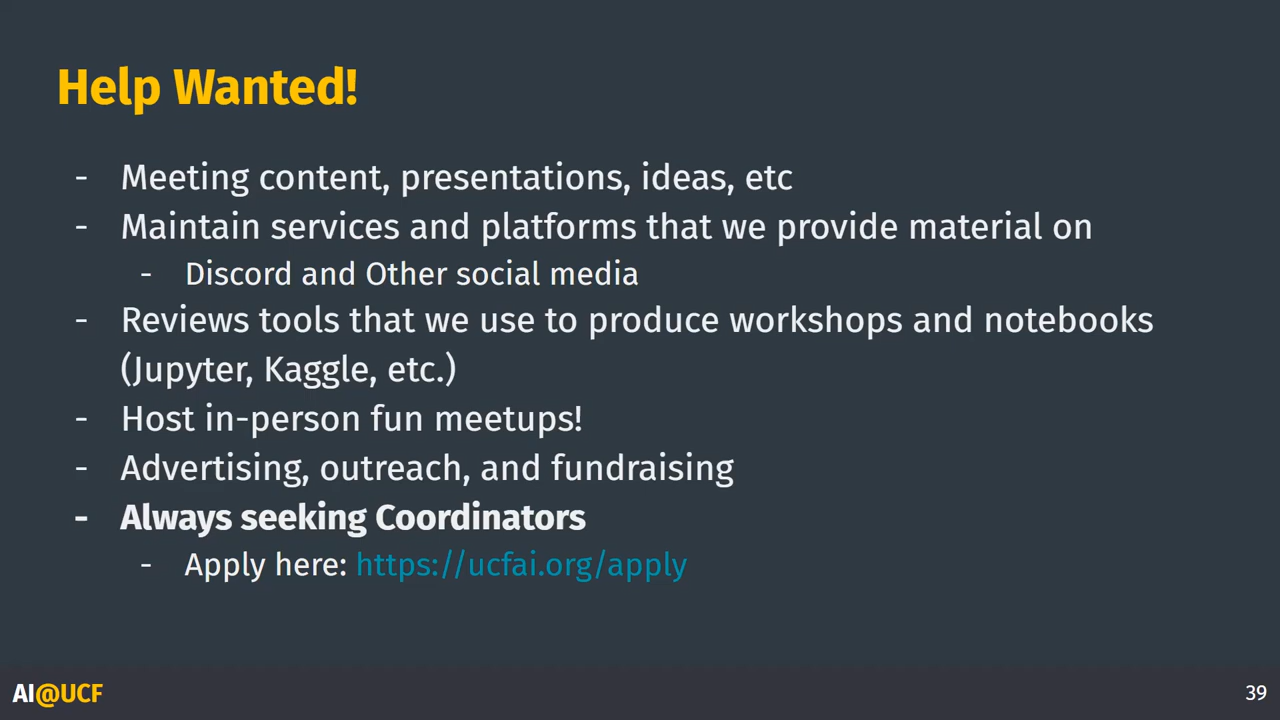 Help Wanted!
- Meeting content, presentations, ideas, etc
- Maintain services and platforms that we provide material on
- Discord and Other social media
- Reviews tools that we use to produce workshops and notebooks
(Jupyter, Kaggle, etc.)
- Host in-person fun meetups!
- Advertising, outreach, and fundraising
- Always seeking Coordinators
- Apply here: https://ucfai.org/apply
AI@UCF
39